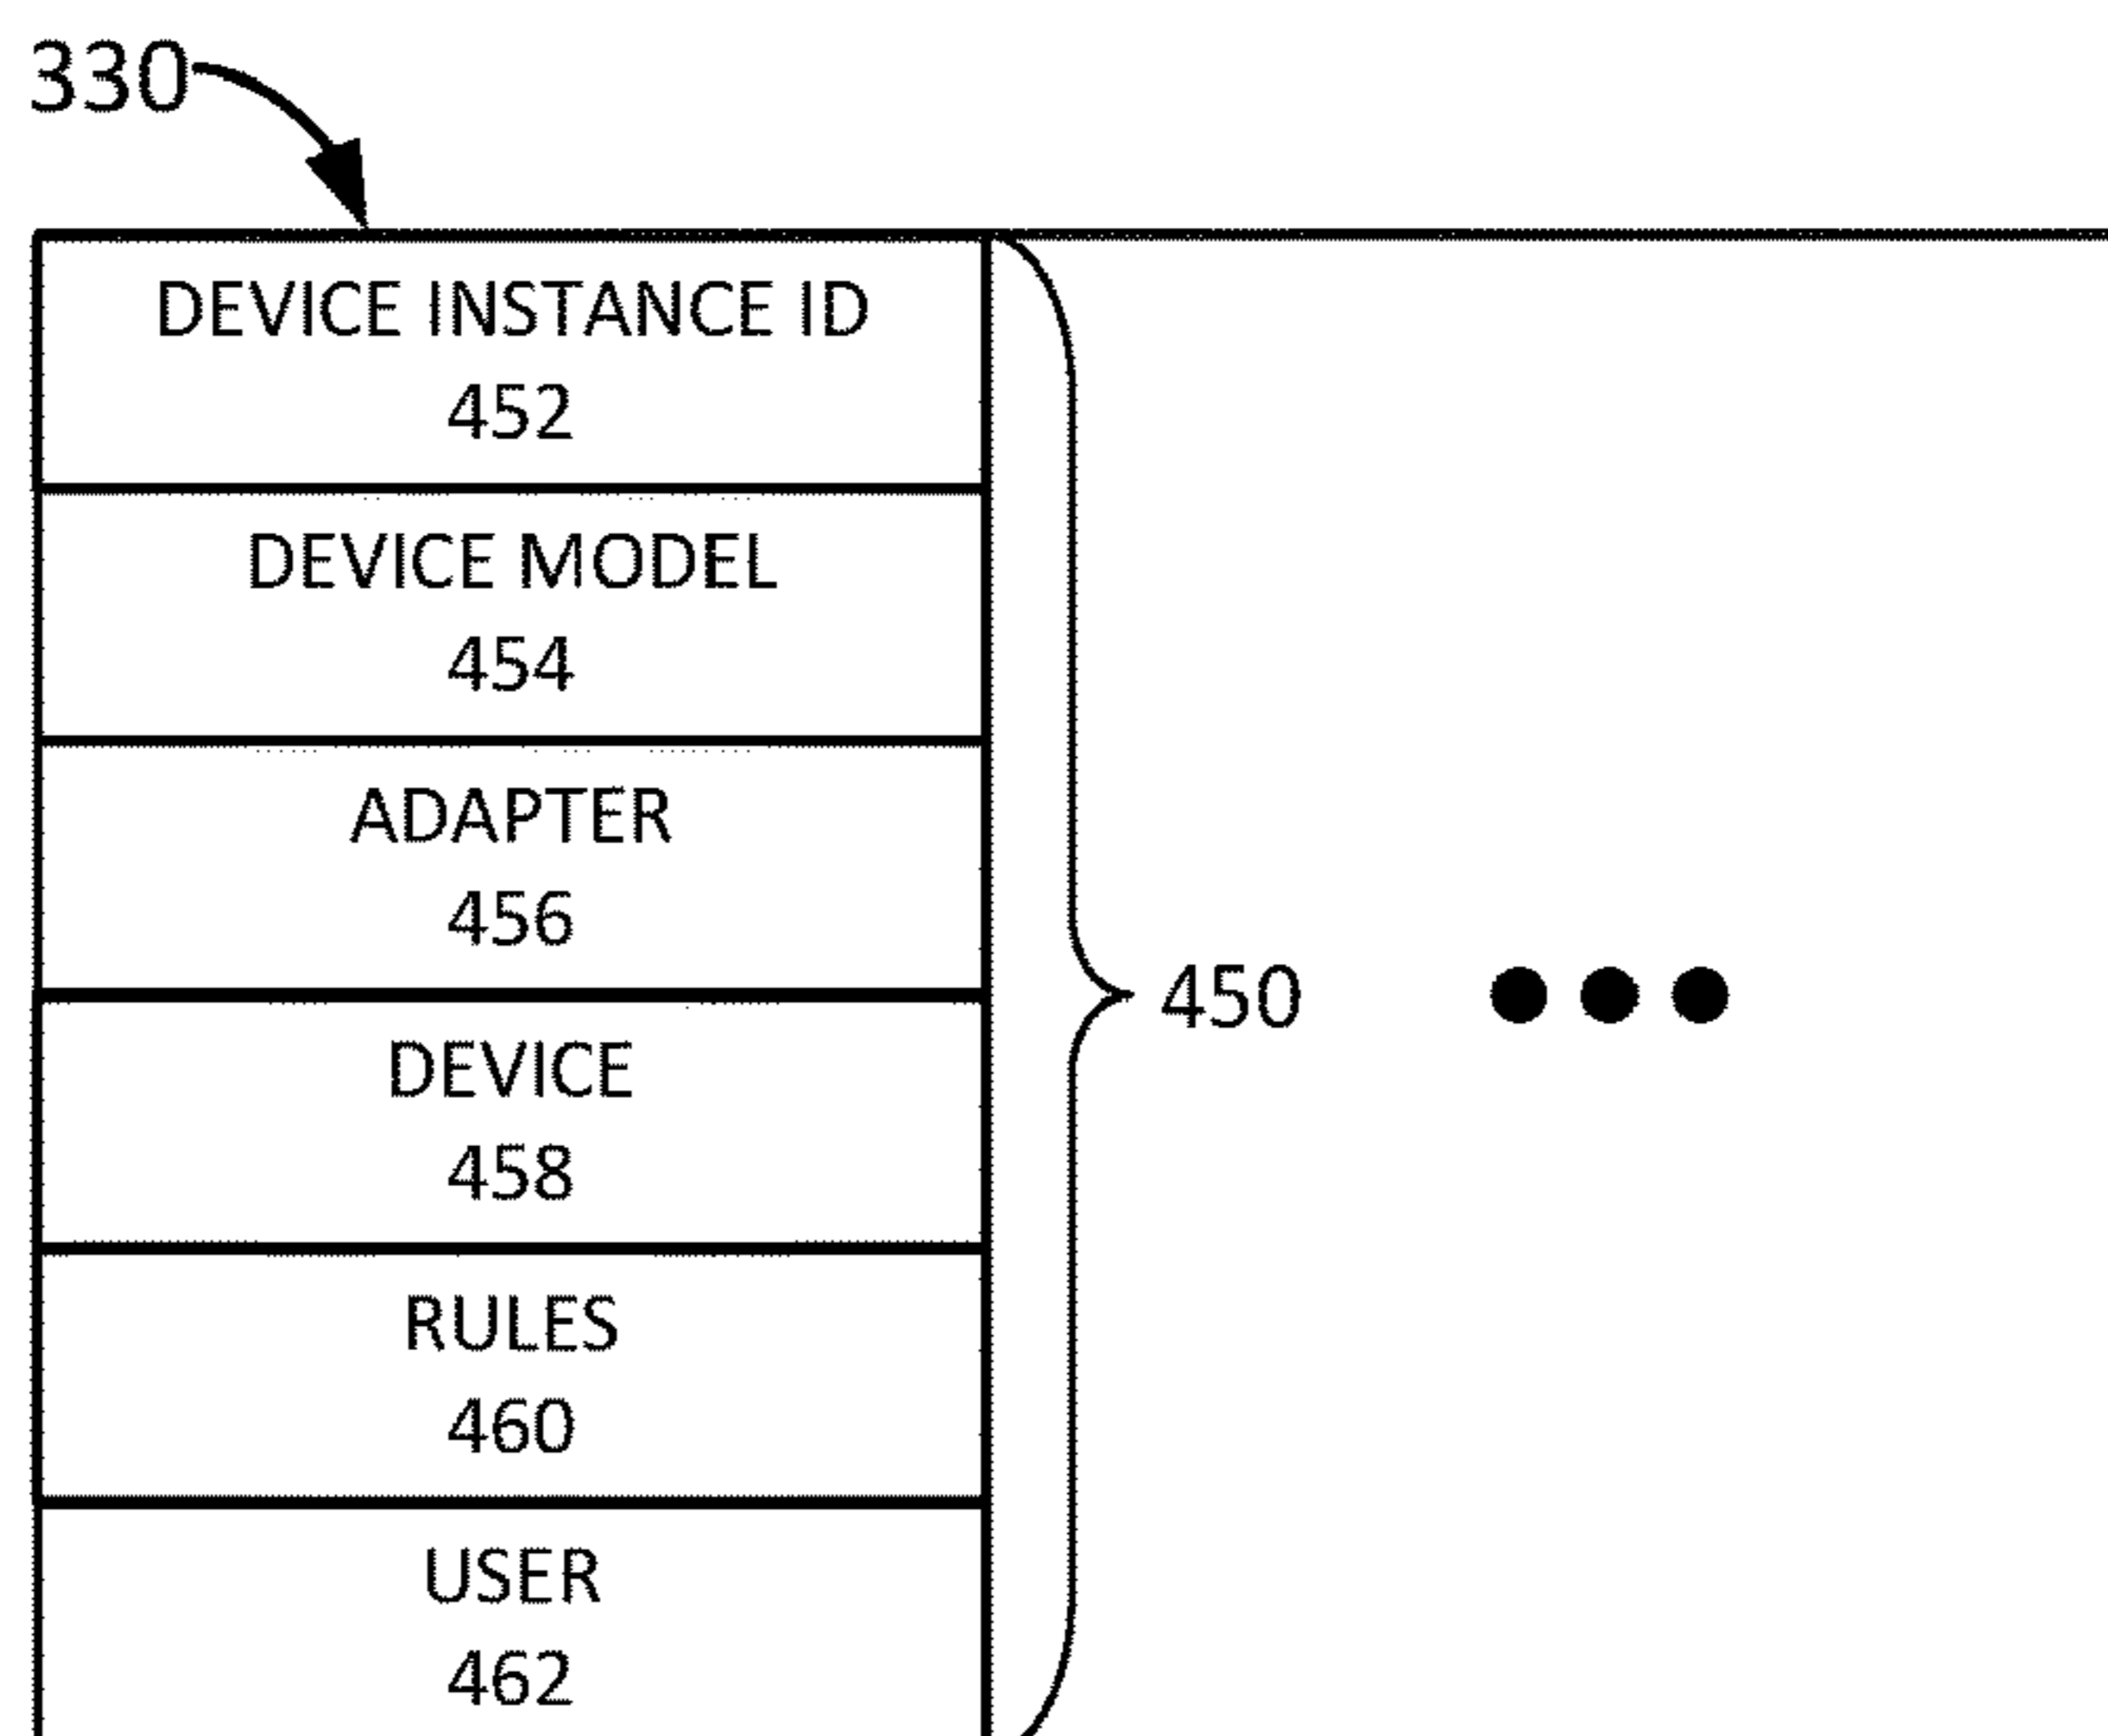 330
DEVICE INSTANCE ID
452
DEVICE MODEL
454
ADAPTER
456
DEVICE
458
RULES
460
USER
462
450